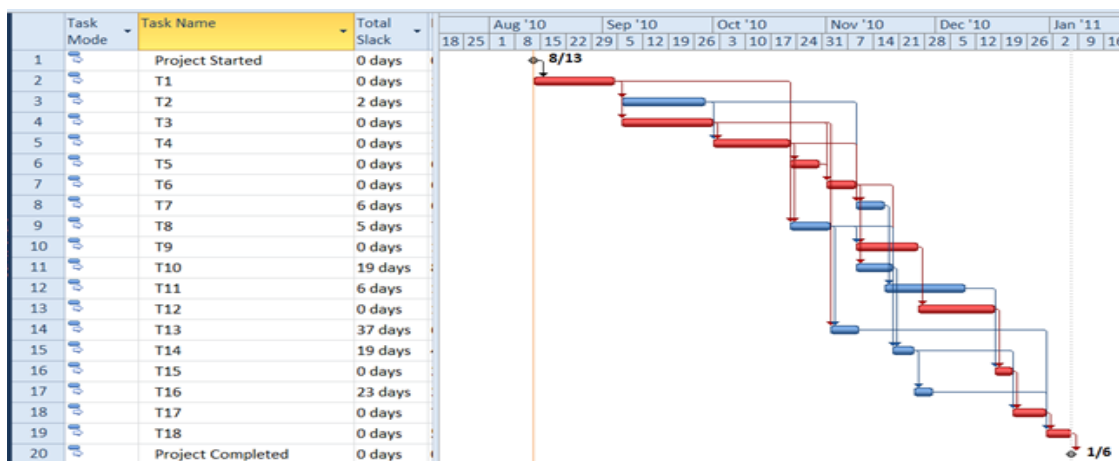 Task Mode Task Name Total Slack
Aug '10 Sep '10 Oct '10 Nov '10 Dec '10 Jan '11
18 25 1 8 15 22 29 5 12 19 26 3 10 17 24 31 7 14 21 28 5 12 19 26 2 9 16
1 Project Started 0 days 8/13
2 T1 0 days
3 T2 2 days
4 T3 0 days
5 T4 0 days
6 T5 0 days
7 T6 0 days
8 T7 6 days
9 T8 5 days
10 T9 0 days
11 T10 19 days
12 T11 6 days
13 T12 0 days
14 T13 37 days
15 T14 19 days
16 T15 0 days
17 T16 23 days
18 T17 0 days
19 T18 0 days
20 Project Completed 0 days 1/6